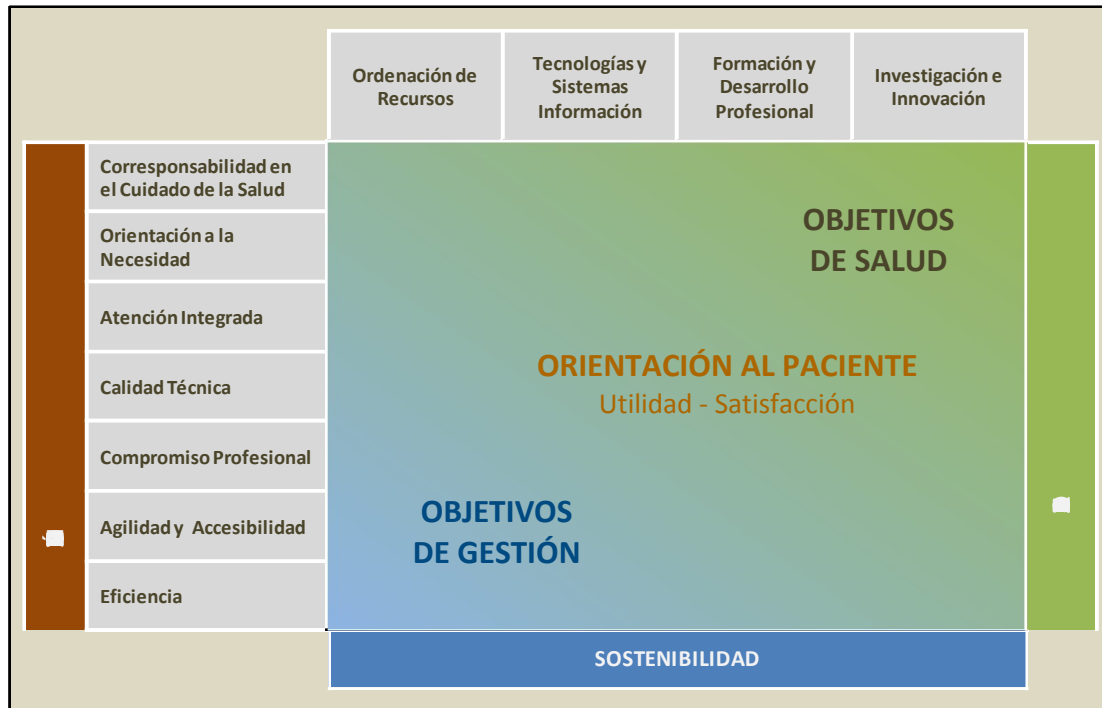 Ordenación de
Recursos
Tecnologías y
Sistemas
Información
Formación y
Desarrollo
Profesional
Investigación e
Innovación
Corresponsabilidad en
el Cuidado de la Salud
Orientación a la
Necesidad
Atención Integrada
Calidad Técnica
Compromiso Profesional
Agilidad y Accesibilidad
Eficiencia
OBJETIVOS
DE SALUD
ORIENTACIÓN AL PACIENTE
Utilidad - Satisfacción
OBJETIVOS
DE GESTIÓN
SOSTENIBILIDAD